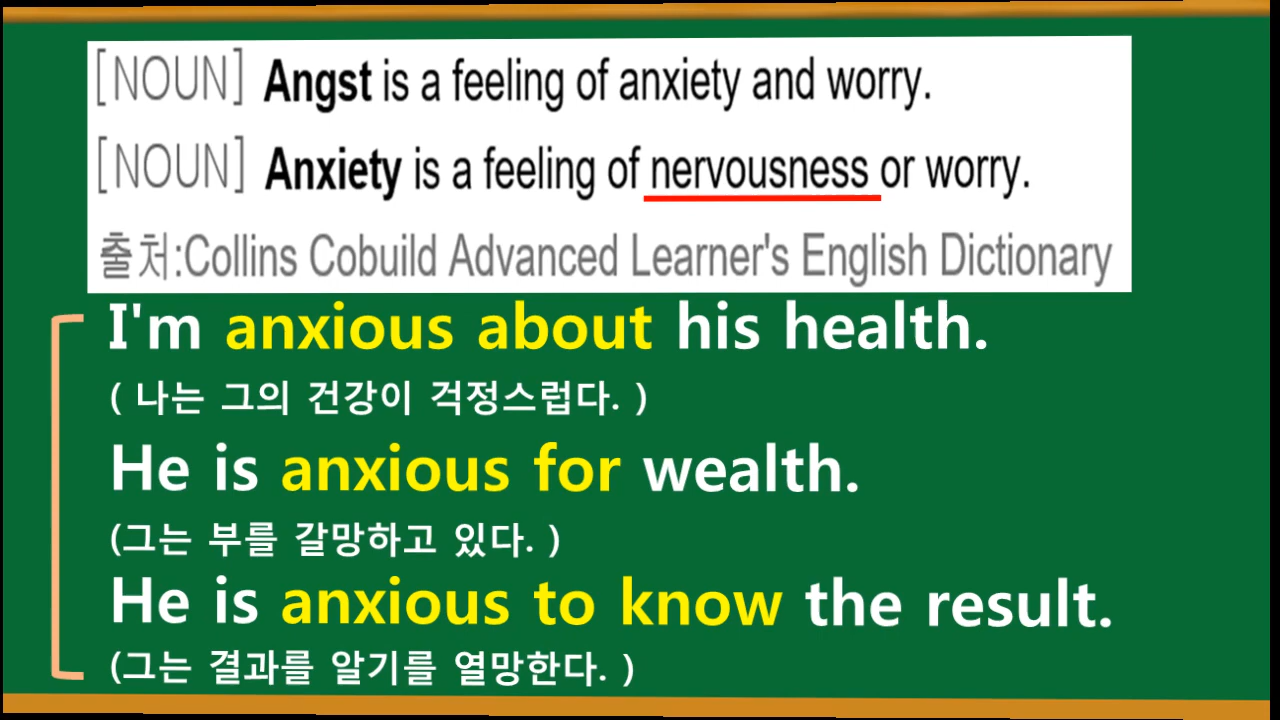 [NOUN] Angst is a feeling of anxiety and worry.
[NOUN] Anxiety is a feeling of nervousness or worry.
출처:Collins Cobuild Advanced Learner's English Dictionary
I'm anxious about his health.
( 나는 그의 건강이 걱정스럽다. )
He is anxious for wealth.
(그는 부를 갈망하고 있다. )
He is anxious to know the result.
(그는 결과를 알기를 열망한다. )